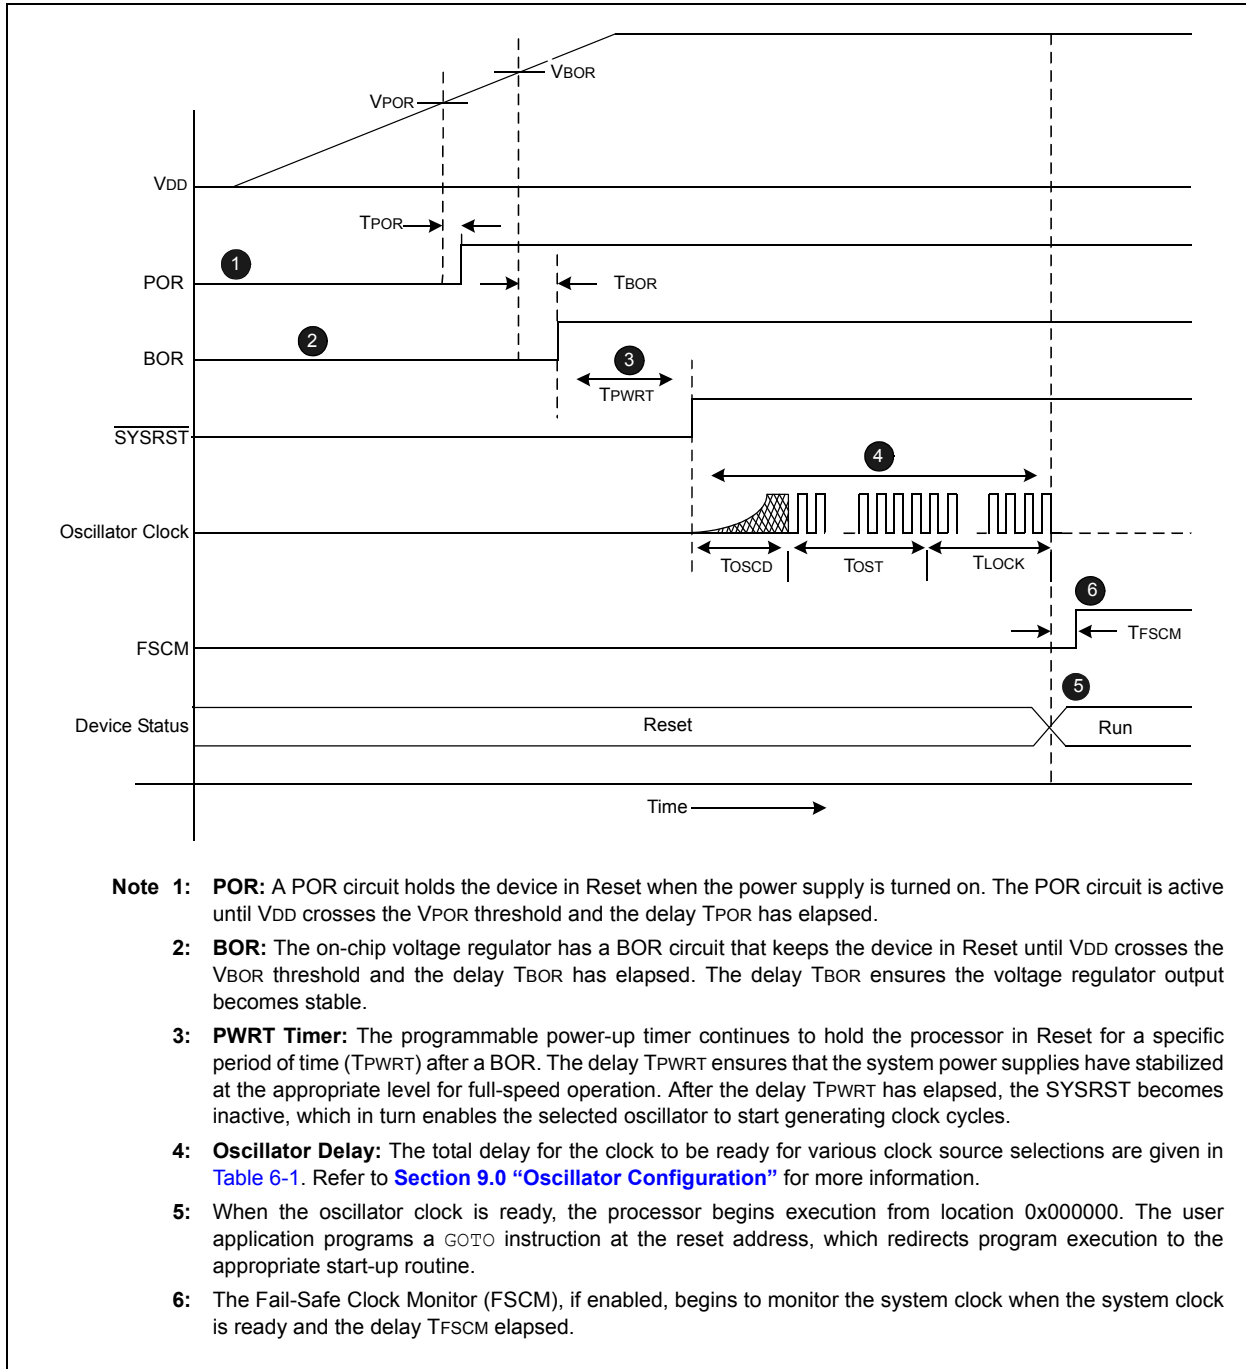 VBOR
VPOR
VDD
TPOR
1
POR
TBOR
2
BOR
3
TPWRT
SYSRST
4
Oscillator Clock
TOSCD
TOST
TLOCK
6
TFSCM
FSCM
5
Device Status
Reset
Run
Time
Note 1: POR: A POR circuit holds the device in Reset when the power supply is turned on. The POR circuit is active
until VDD crosses the VPOR threshold and the delay TPOR has elapsed.
2: BOR: The on-chip voltage regulator has a BOR circuit that keeps the device in Reset until VDD crosses the
VBOR threshold and the delay TBOR has elapsed. The delay TBOR ensures the voltage regulator output
becomes stable.
3: PWRT Timer: The programmable power-up timer continues to hold the processor in Reset for a specific
period of time (TPWRT) after a BOR. The delay TPWRT ensures that the system power supplies have stabilized
at the appropriate level for full-speed operation. After the delay TPWRT has elapsed, the SYSRST becomes
inactive, which in turn enables the selected oscillator to start generating clock cycles.
4: Oscillator Delay: The total delay for the clock to be ready for various clock source selections are given in
Table 6-1. Refer to Section 9.0 “Oscillator Configuration” for more information.
5: When the oscillator clock is ready, the processor begins execution from location 0x000000. The user
application programs a GOTO instruction at the reset address, which redirects program execution to the
appropriate start-up routine.
6: The Fail-Safe Clock Monitor (FSCM), if enabled, begins to monitor the system clock when the system clock
is ready and the delay TFSCM elapsed.